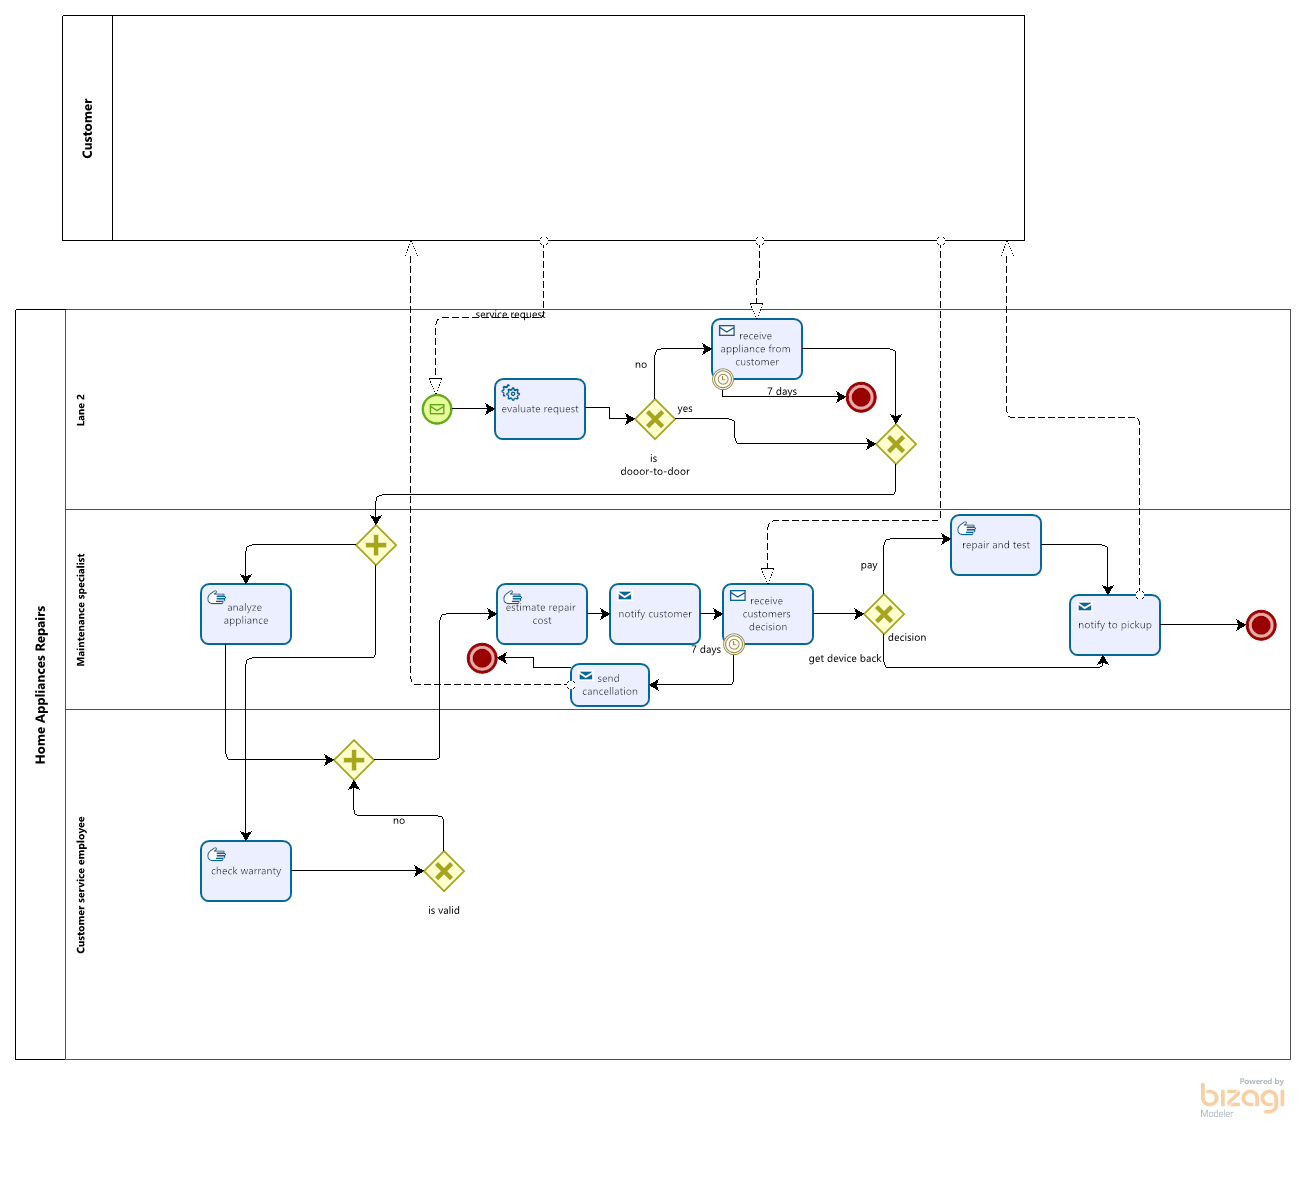 Customer
Home Appliances Repairs
Lane 2
service request
evaluate request
is
dooor-to-door
no
yes
receive
appliance from
customer
7 days
Maintenance specialist
analyze
appliance
estimate repair
cost
notify customer
receive
customers
decision
7 days
send
cancellation
decision
pay
get device back
repair and test
notify to pickup
Customer service employee
check warranty
is valid
no
Powered by
bizagi
Modeler